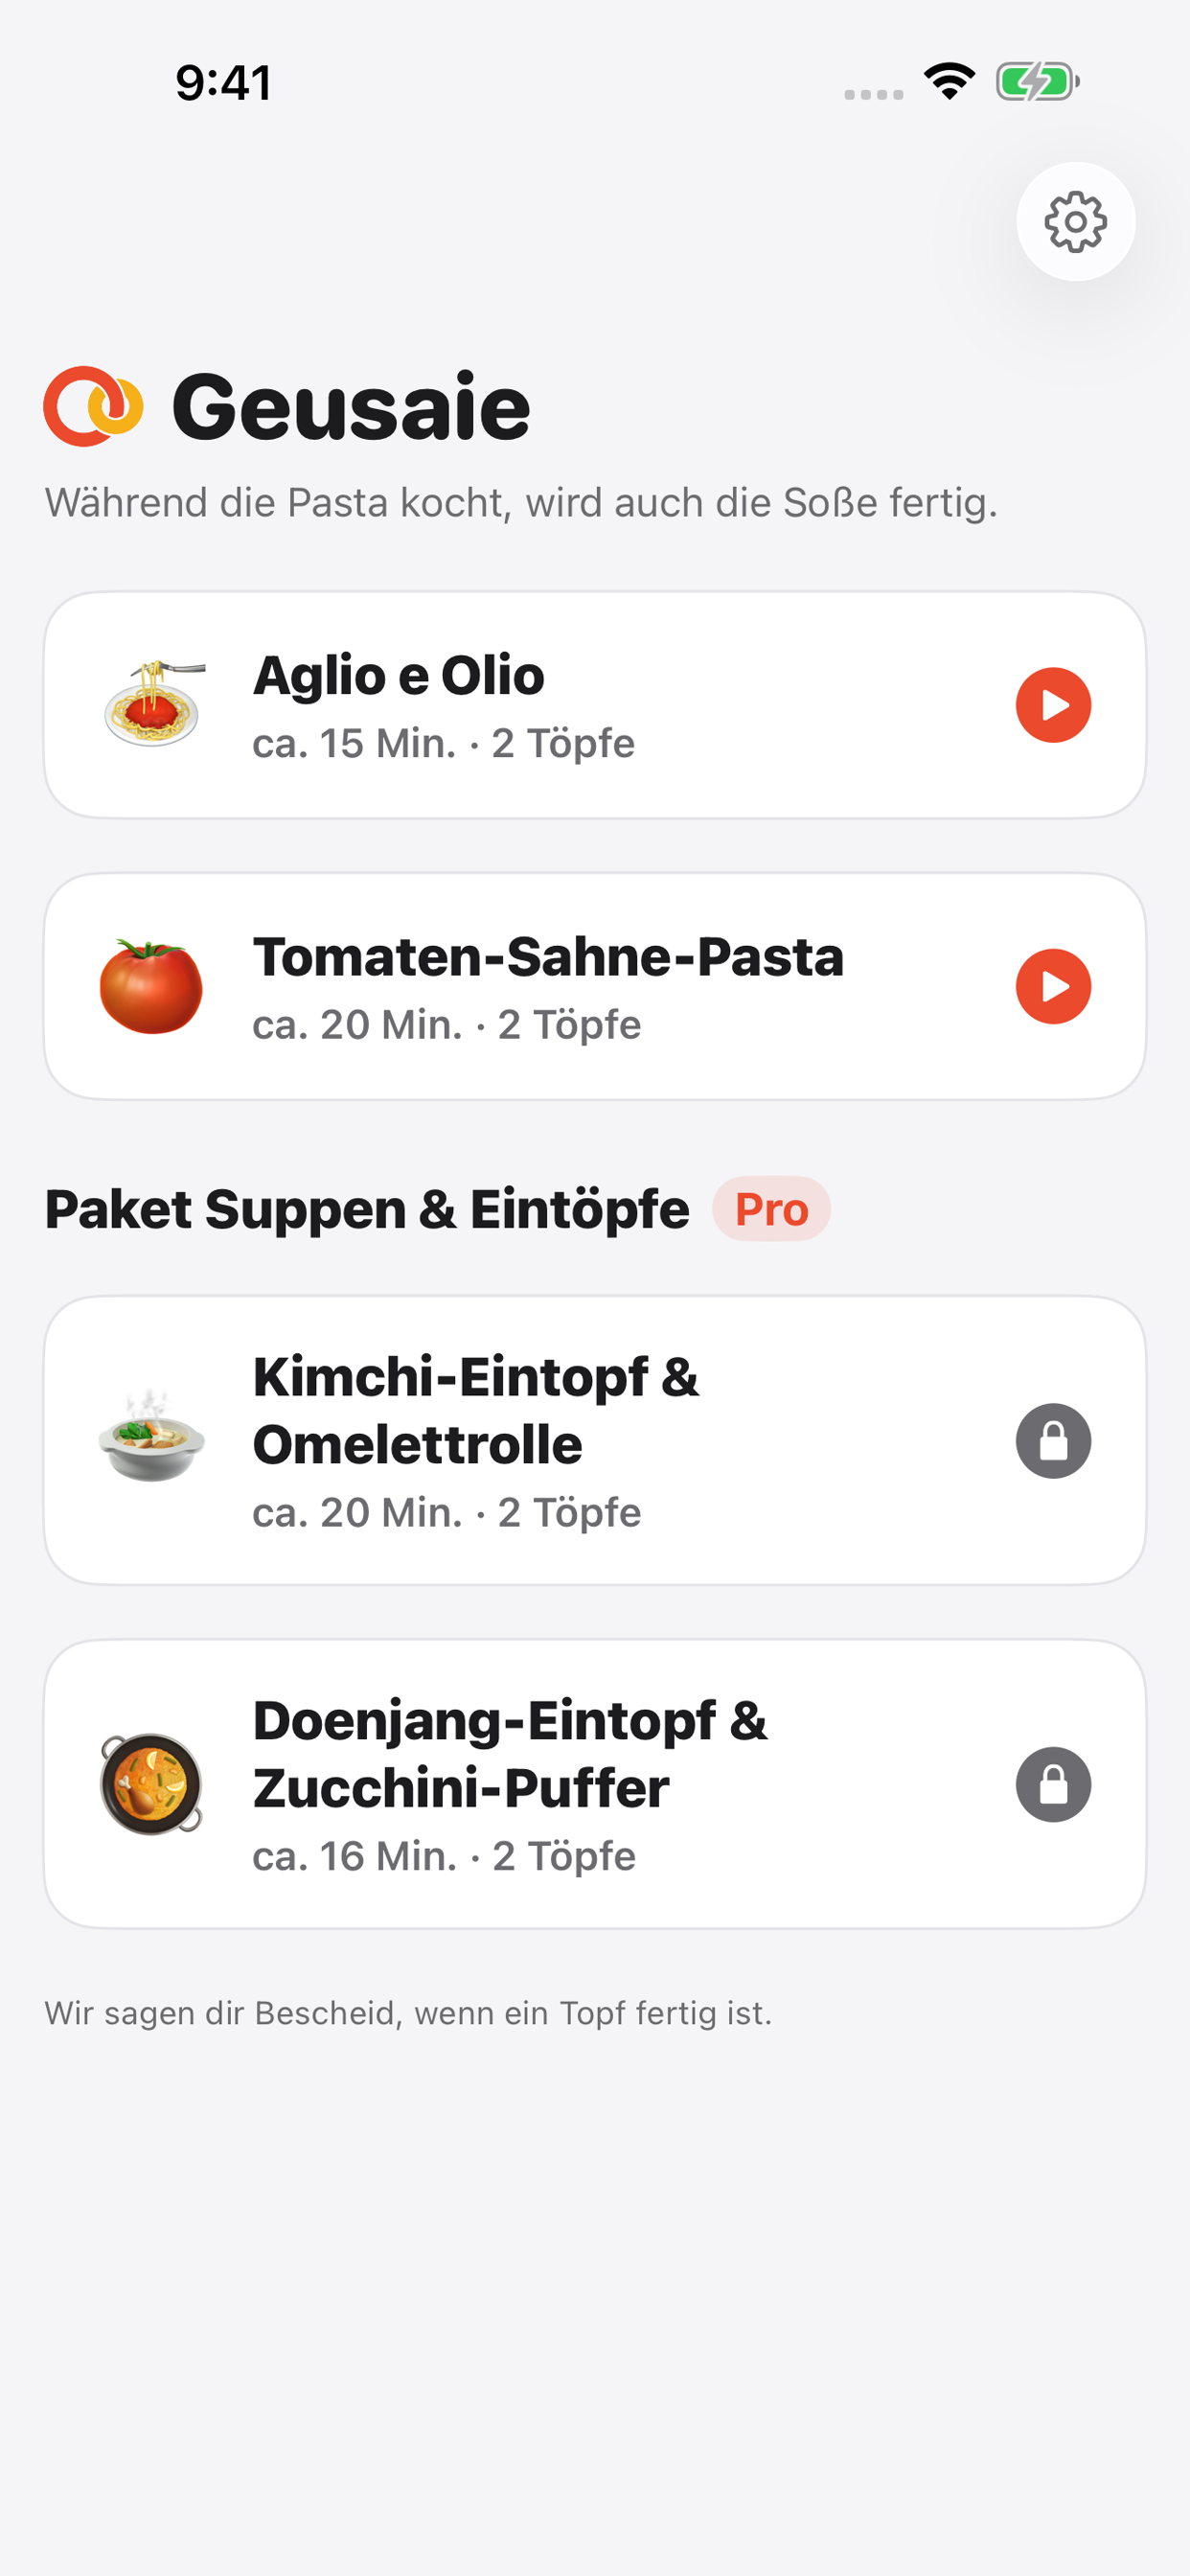 9:41
Geusaie
Während die Pasta kocht, wird auch die Soße fertig.
Aglio e Olio
ca. 15 Min. · 2 Töpfe
Tomaten-Sahne-Pasta
ca. 20 Min. · 2 Töpfe
Paket Suppen & Eintöpfe Pro
Kimchi-Eintopf &
Omelettrolle
ca. 20 Min. · 2 Töpfe
Doenjang-Eintopf &
Zucchini-Puffer
ca. 16 Min. · 2 Töpfe
Wir sagen dir Bescheid, wenn ein Topf fertig ist.